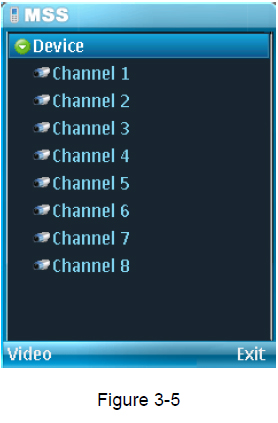 MSS
Device
Channel 1
Channel 2
Channel 3
Channel 4
Channel 5
Channel 6
Channel 7
Channel 8
Video Exit
Figure 3-5